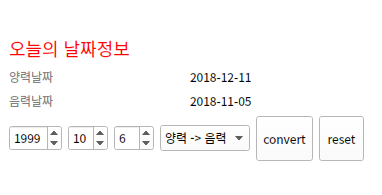 오늘의 날짜정보
양력날짜 2018-12-11
음력날짜 2018-11-05
1999 10 6 양력 -> 음력 convert reset